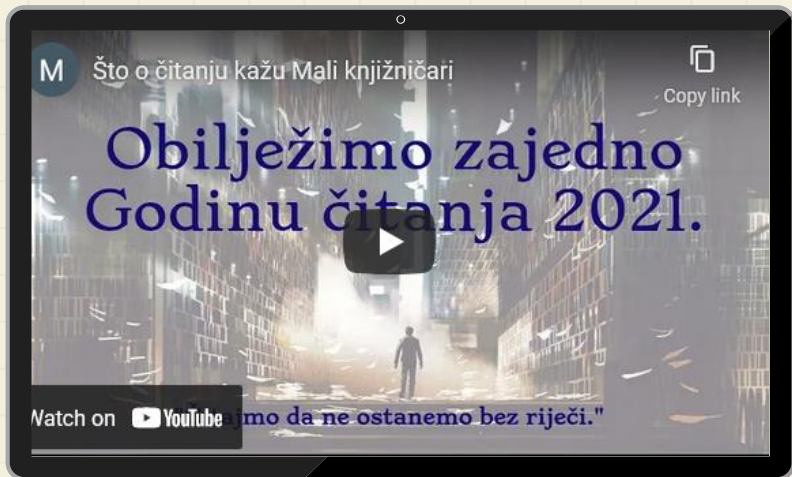 M Što o čitanju kažu Mali knjižničari
Copy link
Obilježimo zajedno
Godinu čitanja 2021.
Watch on YouTube
da ne ostanemo bez riječi."